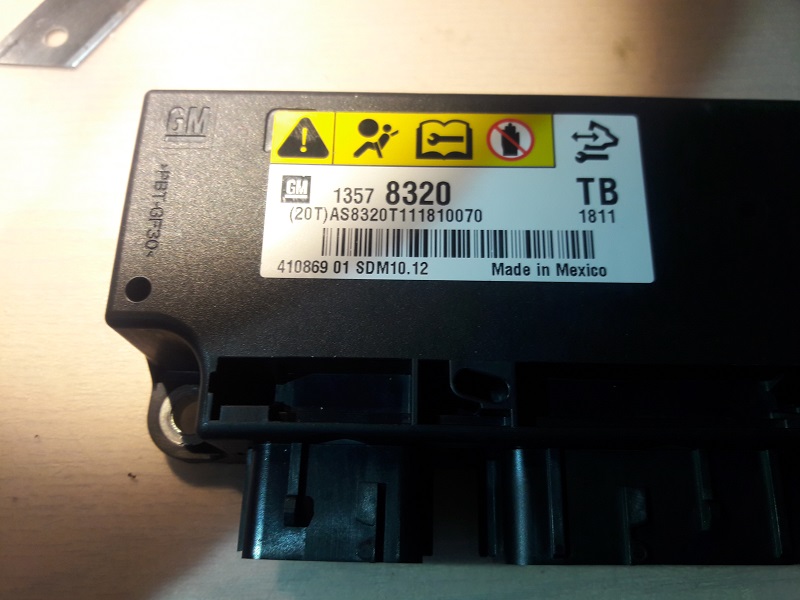 GM
>PBT-GF30<
GM 1357 8320 TB
(20T)AS8320T111810070 1811
410869 01 SDM10.12 Made in Mexico